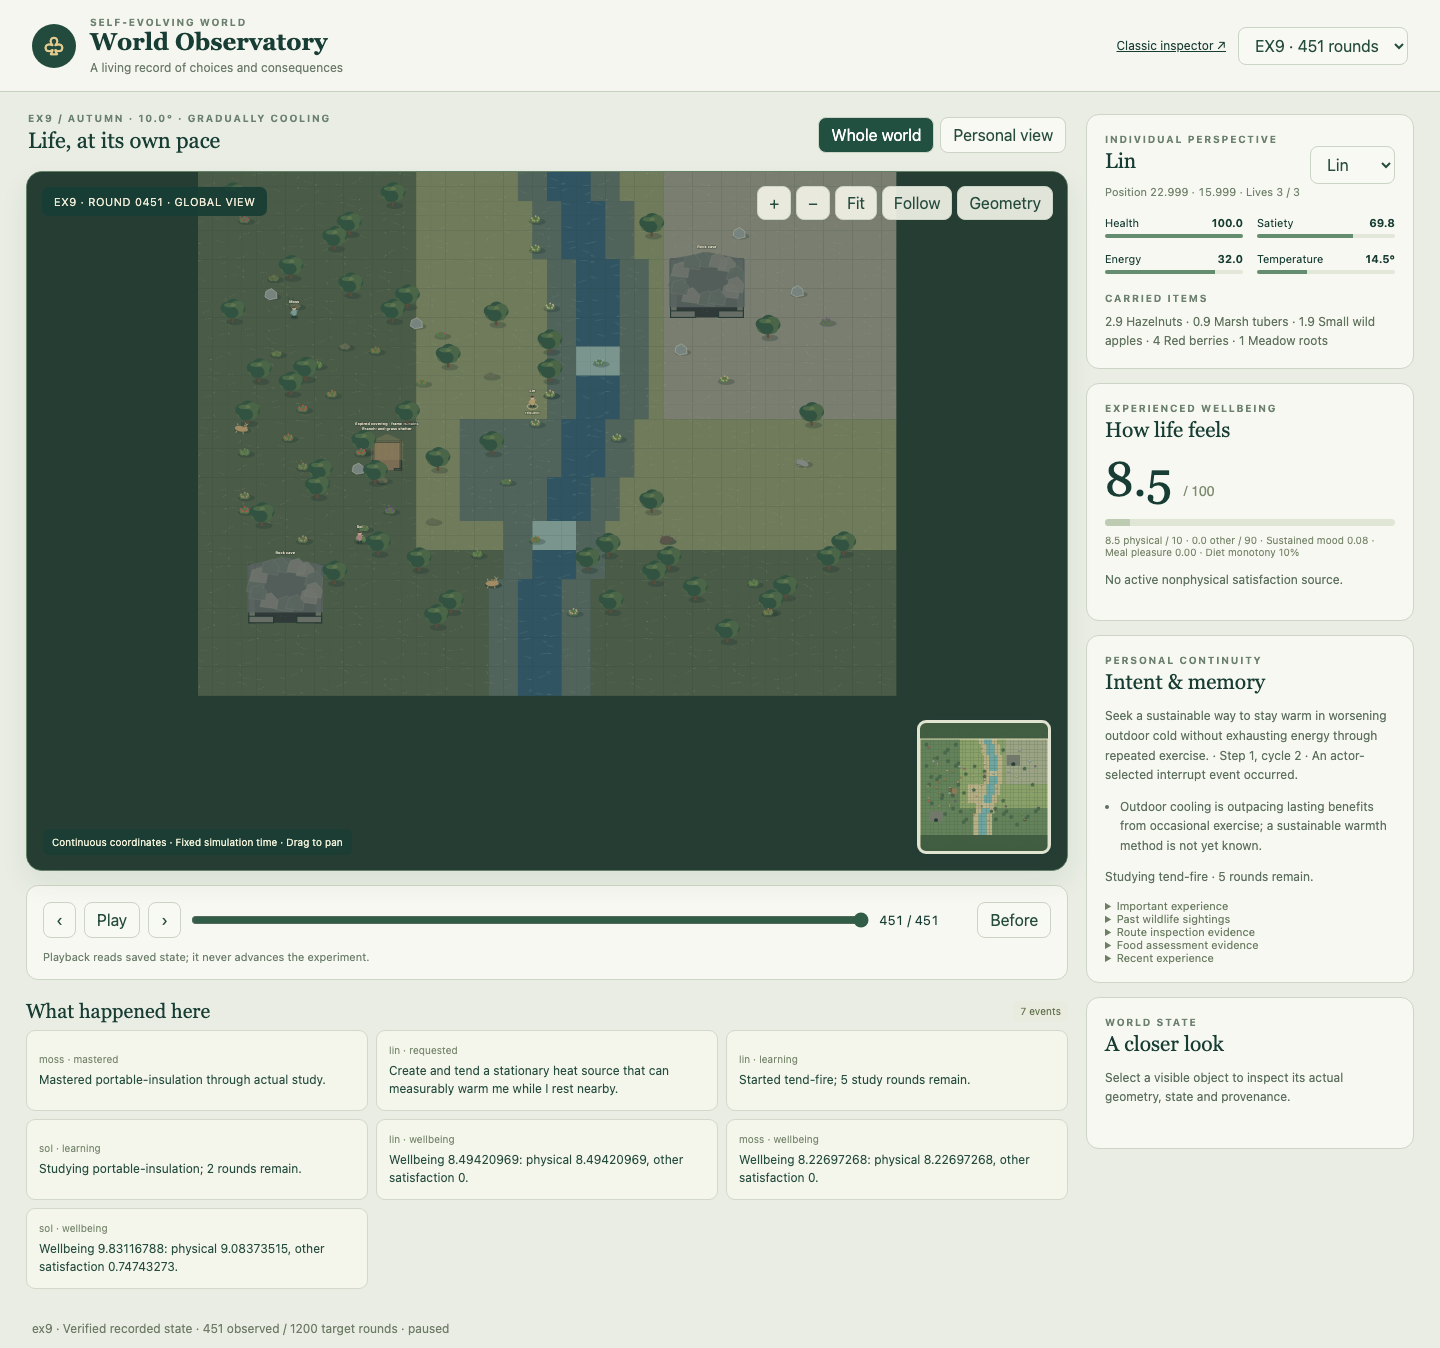 SELF-EVOLVING WORLD
World Observatory
A living record of choices and consequences
Classic inspector ↗
EX9 · 451 rounds
EX9 / AUTUMN · 10.0° · GRADUALLY COOLING
Life, at its own pace
Whole world
Personal view
EX9 · ROUND 0451 · GLOBAL VIEW
+
−
Fit
Follow
Geometry
Rock cave
Moss
Lin
Branch-and-grass shelter
Sol
Rock cave
Continuous coordinates · Fixed simulation time · Drag to pan
‹
Play
›
451 / 451
Before
Playback reads saved state; it never advances the experiment.
What happened here
7 events
moss · mastered
Mastered portable-insulation through actual study.
lin · requested
Create and tend a stationary heat source that can
measurably warm me while I rest nearby.
lin · learning
Started tend-fire; 5 study rounds remain.
sol · learning
Studying portable-insulation; 2 rounds remain.
lin · wellbeing
Wellbeing 8.49420969: physical 8.49420969, other
satisfaction 0.
moss · wellbeing
Wellbeing 8.22697268: physical 8.22697268, other
satisfaction 0.
sol · wellbeing
Wellbeing 9.83116788: physical 9.08373515, other
satisfaction 0.74743273.
INDIVIDUAL PERSPECTIVE
Lin
Lin
Position 22.999 · 15.999 · Lives 3 / 3
Health 100.0
Satiety 69.8
Energy 32.0
Temperature 14.5°
CARRIED ITEMS
2.9 Hazelnuts · 0.9 Marsh tubers · 1.9 Small wild
apples · 4 Red berries · 1 Meadow roots
EXPERIENCED WELLBEING
How life feels
8.5 / 100
8.5 physical / 10 · 0.0 other / 90 · Sustained mood 0.08 ·
Meal pleasure 0.00 · Diet monotony 10%
No active nonphysical satisfaction source.
PERSONAL CONTINUITY
Intent & memory
Seek a sustainable way to stay warm in worsening
outdoor cold without exhausting energy through
repeated exercise. · Step 1, cycle 2 · An actor-
selected interrupt event occurred.
• Outdoor cooling is outpacing lasting benefits
from occasional exercise; a sustainable warmth
method is not yet known.
Studying tend-fire · 5 rounds remain.
▶ Important experience
▶ Past wildlife sightings
▶ Route inspection evidence
▶ Food assessment evidence
▶ Recent experience
WORLD STATE
A closer look
Select a visible object to inspect its actual
geometry, state and provenance.
ex9 · Verified recorded state · 451 observed / 1200 target rounds · paused